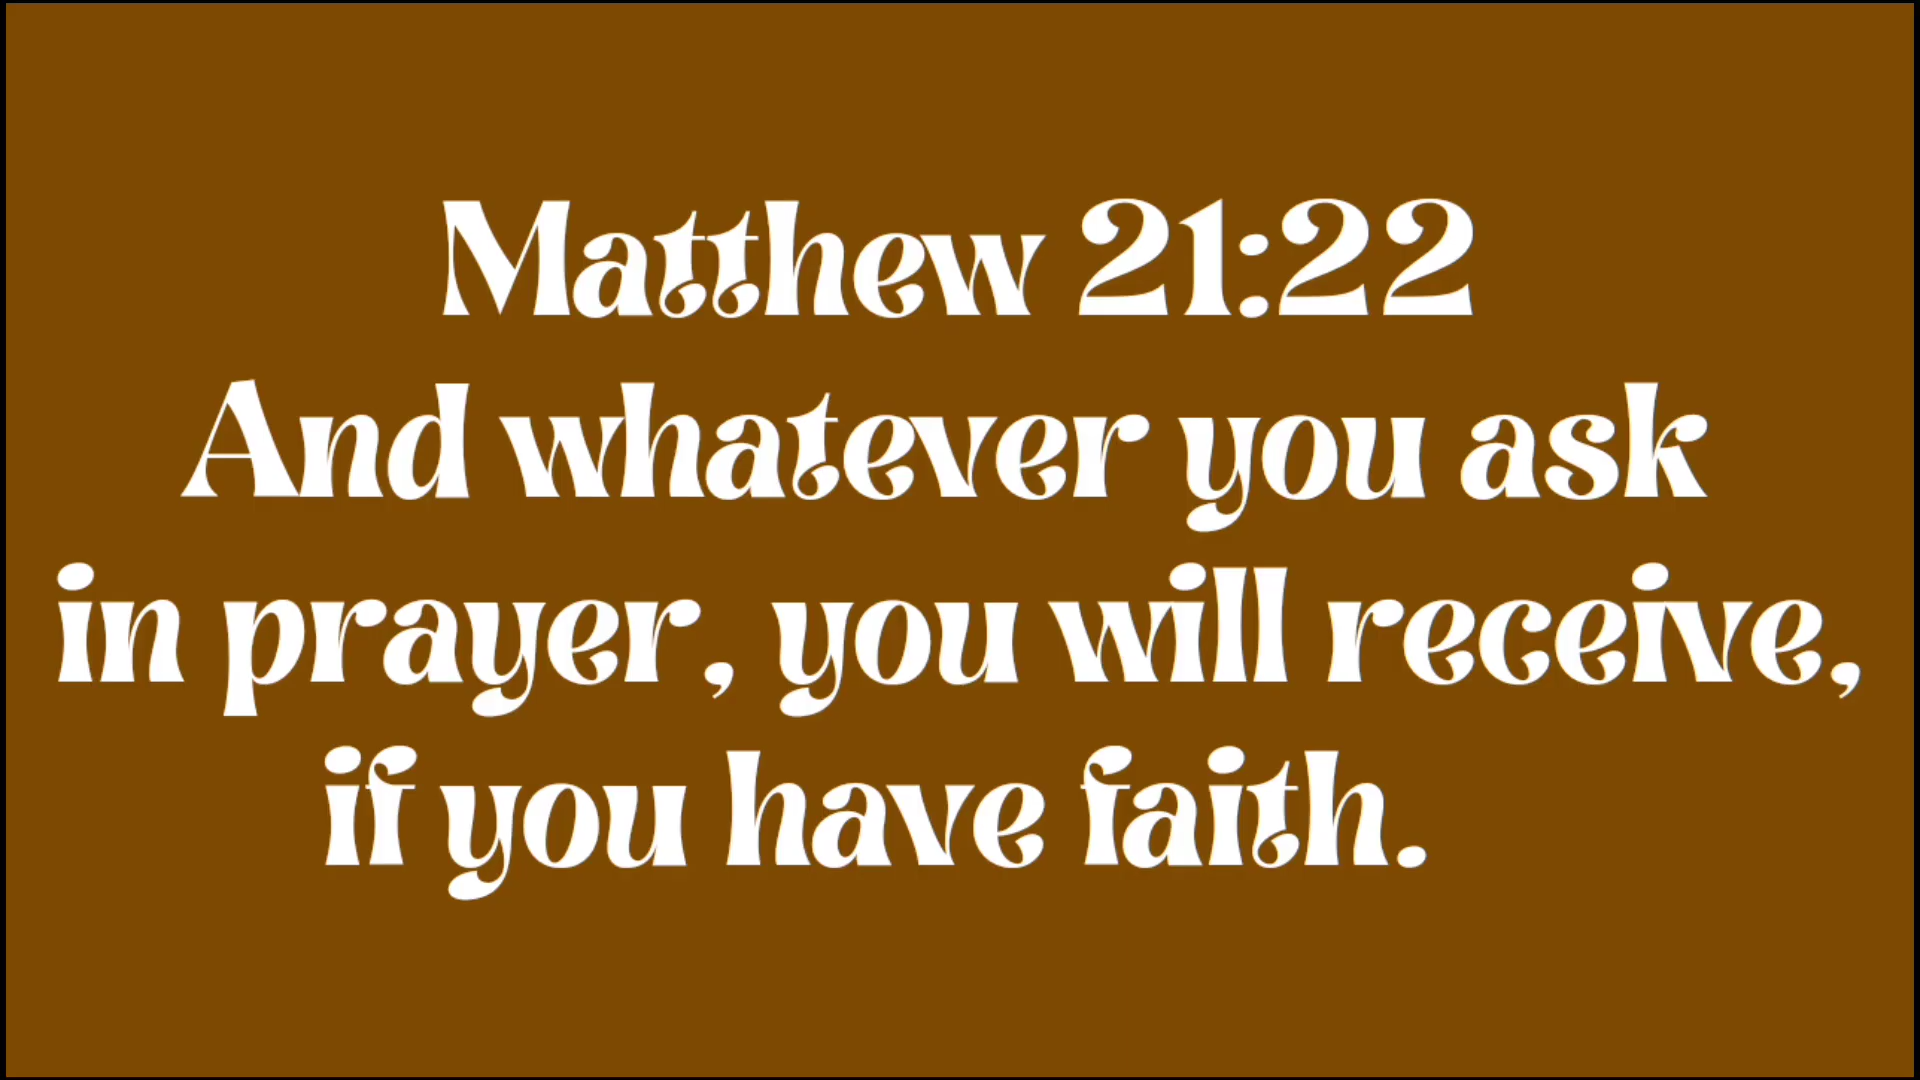 Matthew 21:22
And whatever you ask
in prayer, you will receive,
if you have faith.